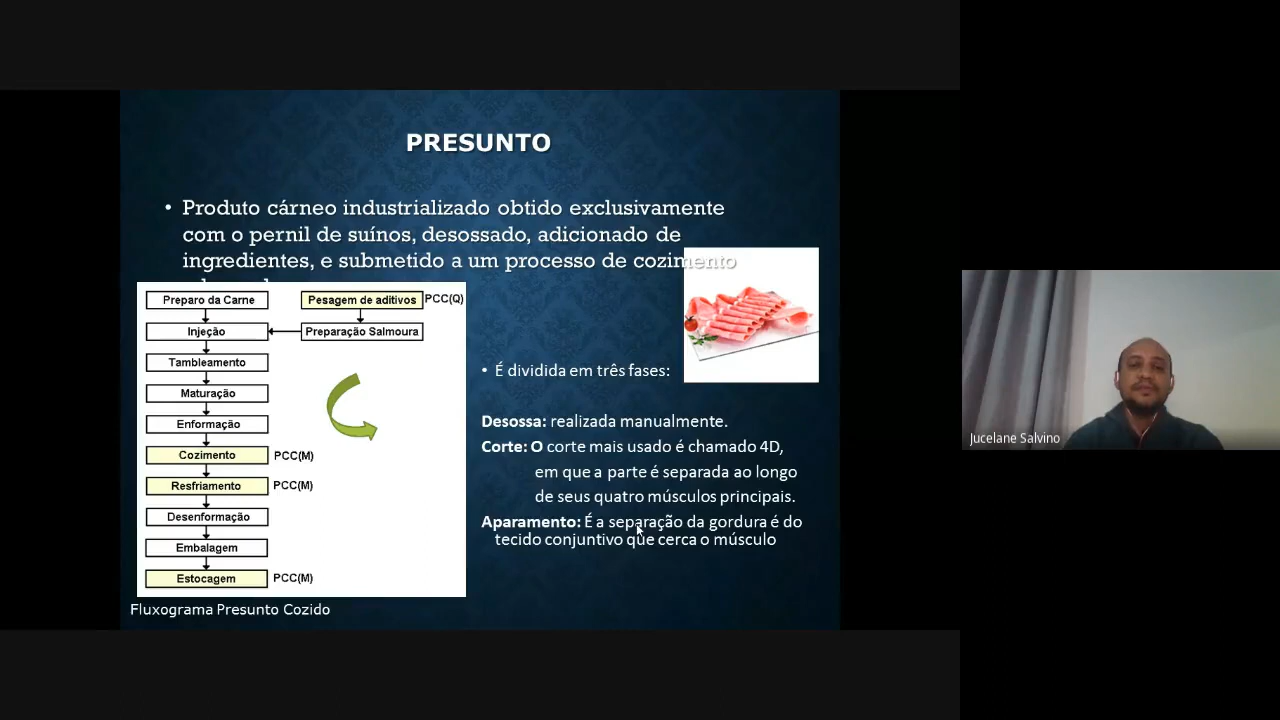 PRESUNTO
• Produto cárneo industrializado obtido exclusivamente
com o pernil de suínos, desossado, adicionado de
ingredientes, e submetido a um processo de cozimento
Preparo da Carne
Pesagem de aditivos
PCC(Q)
Injeção
Preparação Salmoura
Tambleamento
Maturação
Enformação
Cozimento
PCC(M)
Resfriamento
PCC(M)
Desenformação
Embalagem
Estocagem
PCC(M)
Fluxograma Presunto Cozido
• É dividida em três fases:
Desossa: realizada manualmente.
Corte: O corte mais usado é chamado 4D,
em que a parte é separada ao longo
de seus quatro músculos principais.
Aparamento: É a separação da gordura é do
tecido conjuntivo que cerca o músculo
Jucelane Salvino